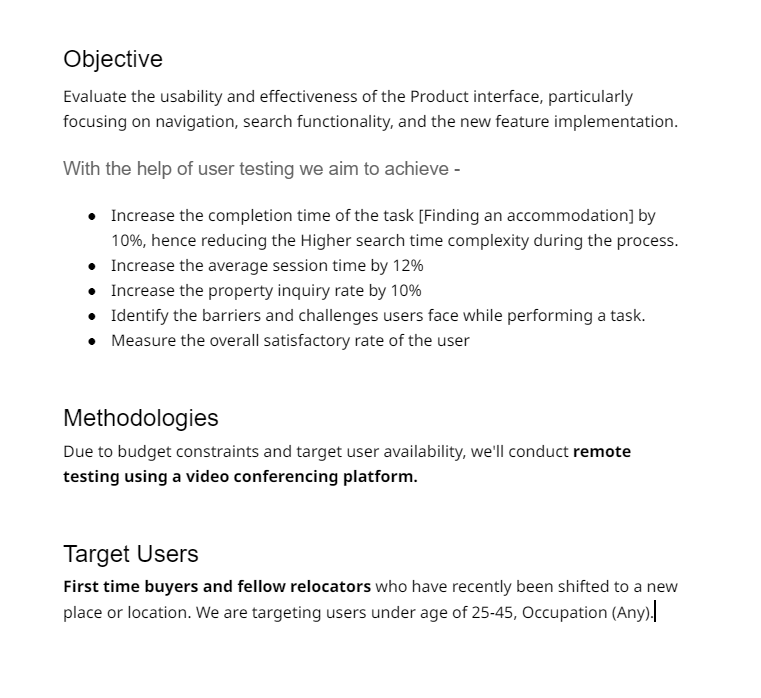 Objective
Evaluate the usability and effectiveness of the Product interface, particularly
focusing on navigation, search functionality, and the new feature implementation.
With the help of user testing we aim to achieve -
● Increase the completion time of the task [Finding an accommodation] by
10%, hence reducing the Higher search time complexity during the process.
● Increase the average session time by 12%
● Increase the property inquiry rate by 10%
● Identify the barriers and challenges users face while performing a task.
● Measure the overall satisfactory rate of the user
Methodologies
Due to budget constraints and target user availability, we'll conduct remote
testing using a video conferencing platform.
Target Users
First time buyers and fellow relocators who have recently been shifted to a new
place or location. We are targeting users under age of 25-45, Occupation (Any).